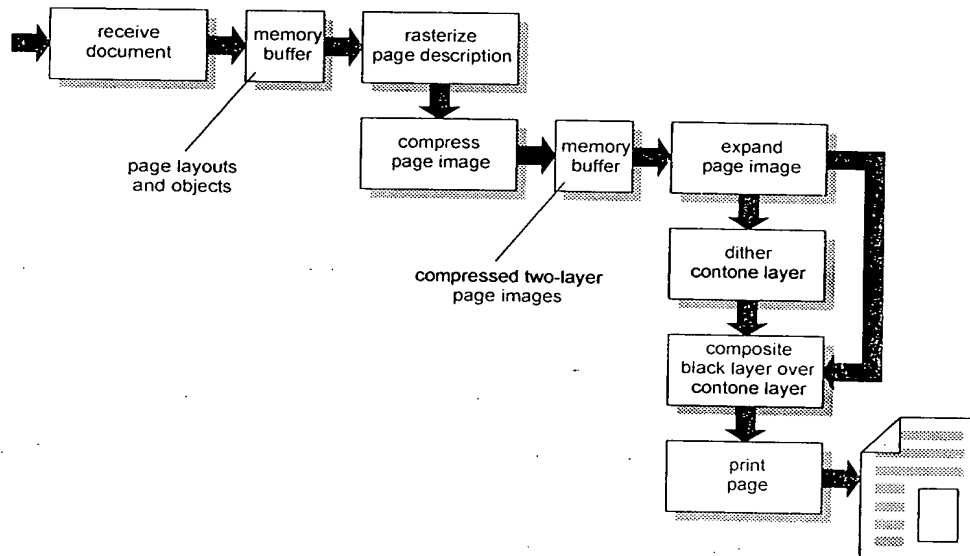 receive
document
memory
buffer
rasterize
page description
page layouts
and objects
compress
page image
memory
buffer
expand
page image
compressed two-layer
page images
dither
contone layer
composite
black layer over
contone layer
print
page